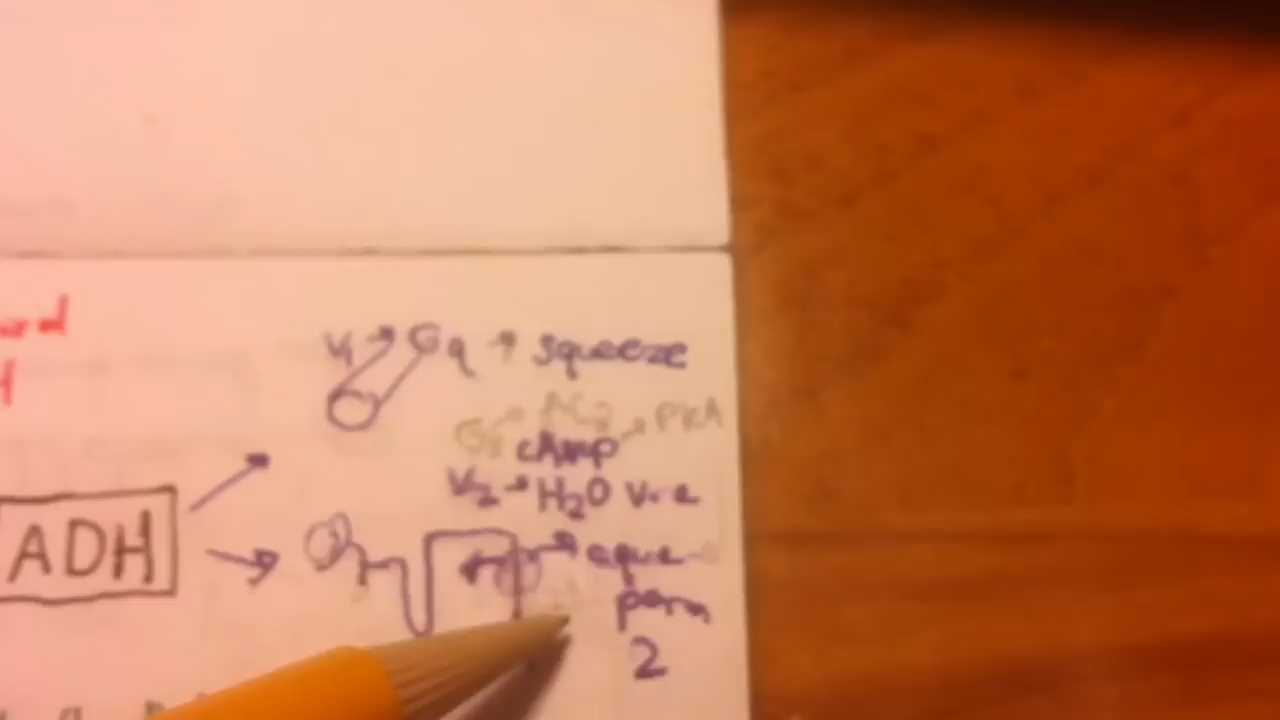 V1 → Gq → squeeze
Gs → AC → PKA
cAMP
V2 → H2O via
ADH
aqua
porin
2